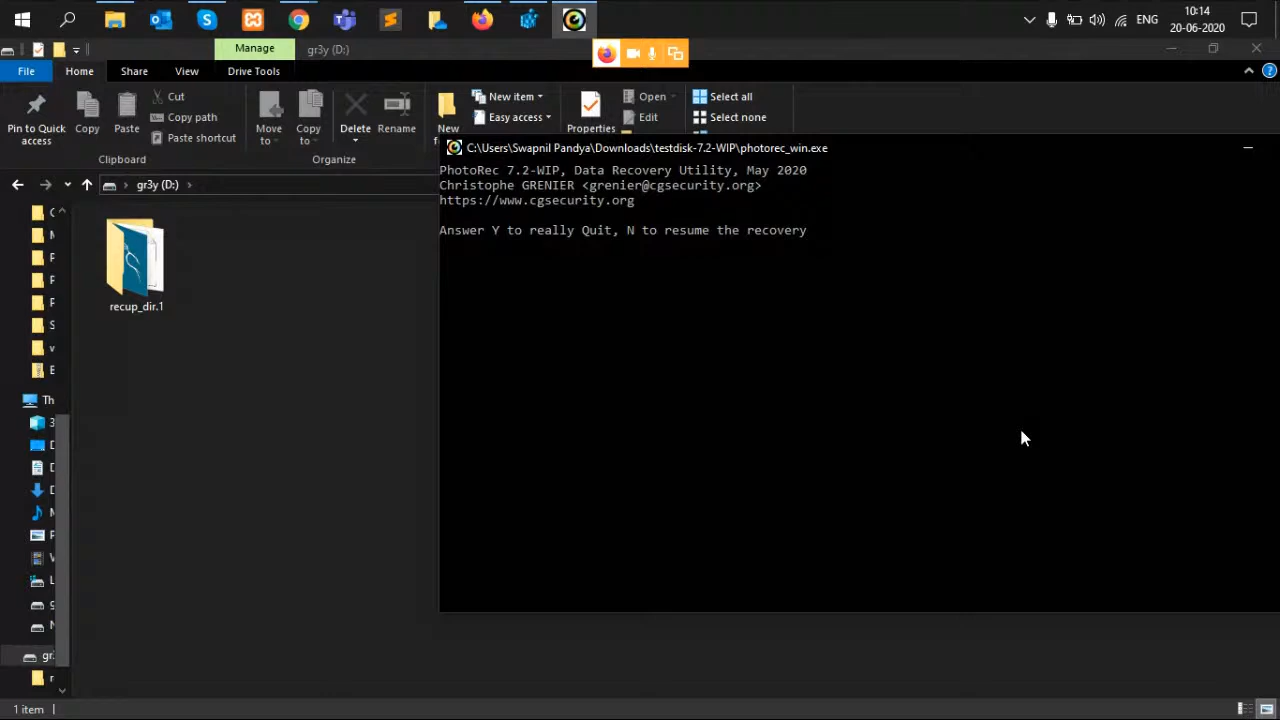 10:14
ENG
20-06-2020
Manage
gr3y (D:)
File
Home
Share
View
Drive Tools
Pin to Quick
access
Copy
Paste
Cut
Copy path
Paste shortcut
Clipboard
Move
to
Copy
to
Delete
Rename
Organize
New
New item
Easy access
Properties
Open
Edit
Select all
Select none
C:\Users\Swapnil Pandya\Downloads\testdisk-7.2-WIP\photorec_win.exe
PhotoRec 7.2-WIP, Data Recovery Utility, May 2020
Christophe GRENIER <grenier@cgsecurity.org>
https://www.cgsecurity.org
Answer Y to really Quit, N to resume the recovery
gr3y (D:)
recup_dir.1
Th
gr
1 item